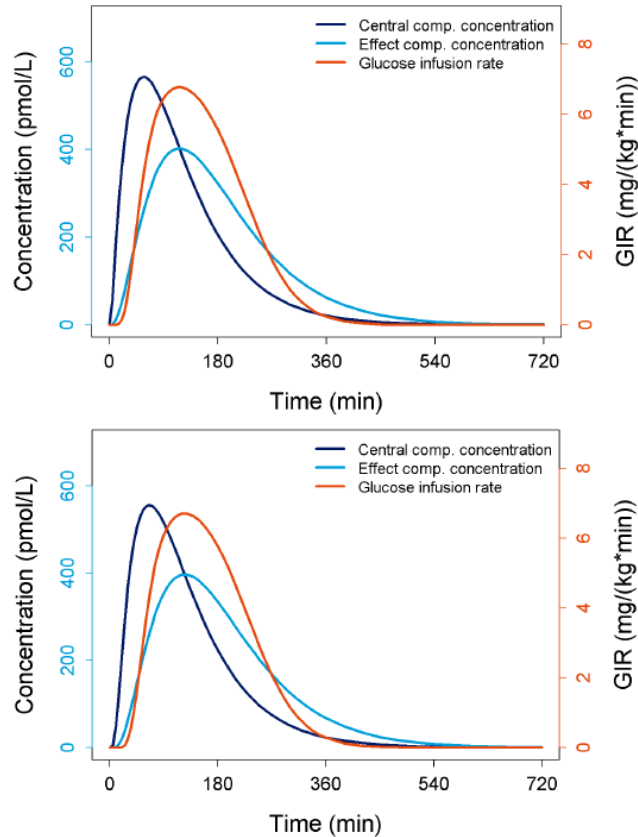 Central comp. concentration
Effect comp. concentration
Glucose infusion rate
600
400
200
0
Concentration (pmol/L)
8
6
4
2
0
GIR (mg/(kg*min))
0 180 360 540 720
Time (min)
Central comp. concentration
Effect comp. concentration
Glucose infusion rate
600
400
200
0
Concentration (pmol/L)
8
6
4
2
0
GIR (mg/(kg*min))
0 180 360 540 720
Time (min)